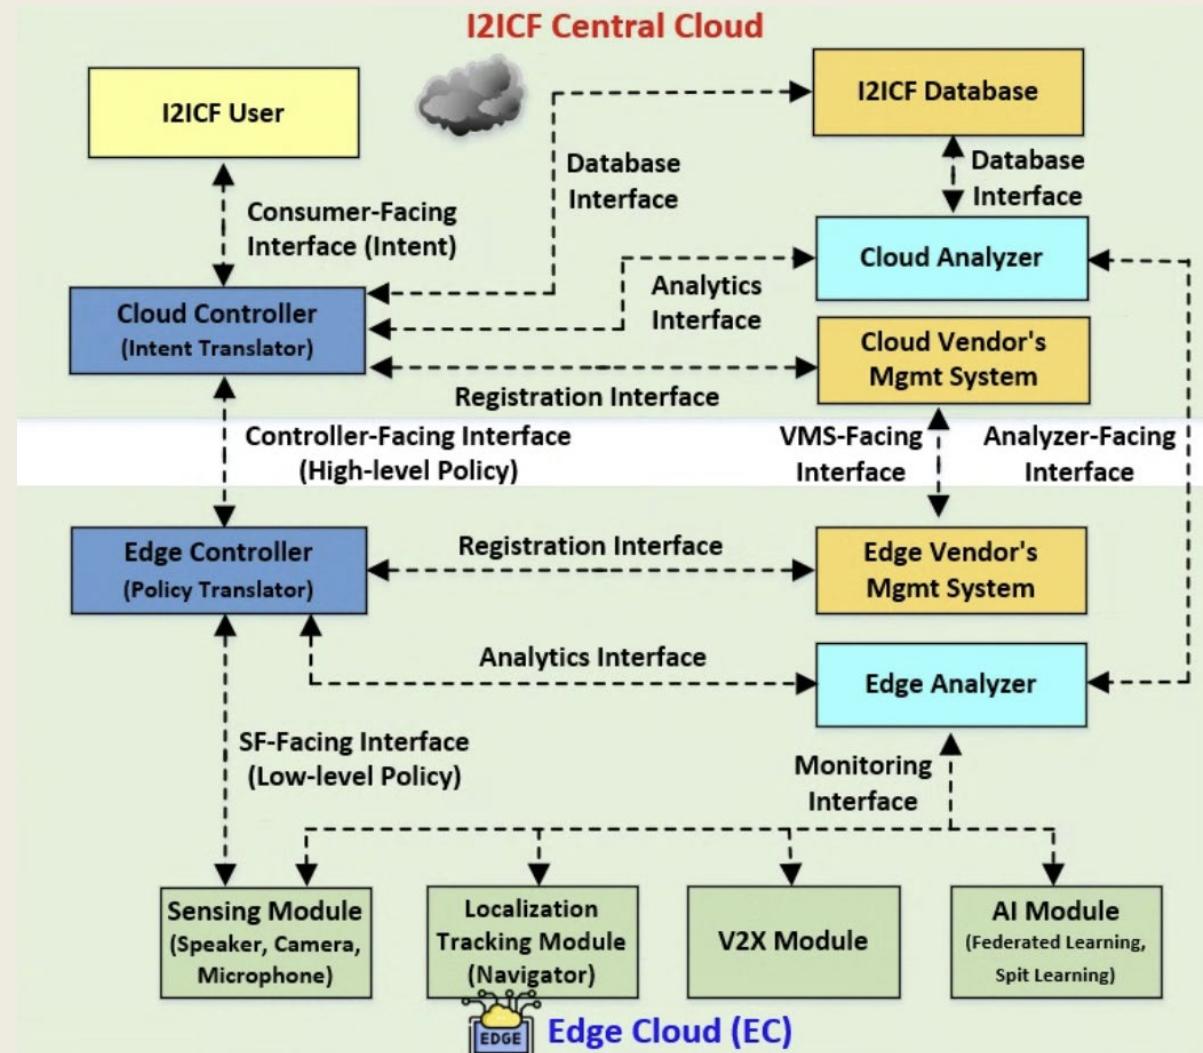 I2ICF Central Cloud
I2ICF User
I2ICF Database
Database
Interface
Database
Interface
Consumer-Facing
Interface (Intent)
Cloud Analyzer
Analytics
Interface
Cloud Controller
(Intent Translator)
Cloud Vendor's
Mgmt System
Registration Interface
Controller-Facing Interface
(High-level Policy)
VMS-Facing
Interface
Analyzer-Facing
Interface
Edge Controller
(Policy Translator)
Registration Interface
Edge Vendor's
Mgmt System
Analytics Interface
Edge Analyzer
SF-Facing Interface
(Low-level Policy)
Monitoring
Interface
Sensing Module
(Speaker, Camera,
Microphone)
Localization
Tracking Module
(Navigator)
V2X Module
AI Module
(Federated Learning,
Spit Learning)
EDGE
Edge Cloud (EC)